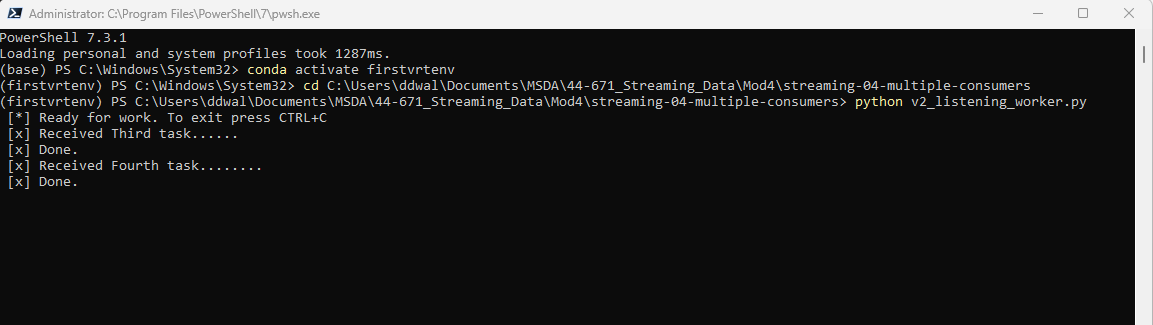 Administrator: C:\Program Files\PowerShell\7\pwsh.exe
PowerShell 7.3.1
Loading personal and system profiles took 1287ms.
(base) PS C:\Windows\System32> conda activate firstvrtenv
(firstvrtenv) PS C:\Windows\System32> cd C:\Users\ddwal\Documents\MSDA\44-671_Streaming_Data\Mod4\streaming-04-multiple-consumers
(firstvrtenv) PS C:\Users\ddwal\Documents\MSDA\44-671_Streaming_Data\Mod4\streaming-04-multiple-consumers> python v2_listening_worker.py
[*] Ready for work. To exit press CTRL+C
[x] Received Third task......
[x] Done.
[x] Received Fourth task........
[x] Done.